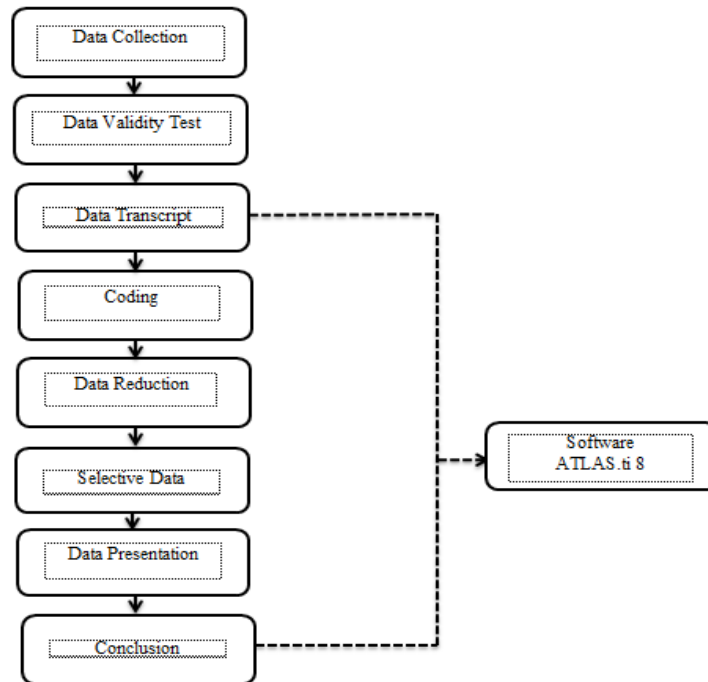 Data Collection
Data Validity Test
Data Transcript
Coding
Data Reduction
Selective Data
Data Presentation
Conclusion
Software
ATLAS.ti 8